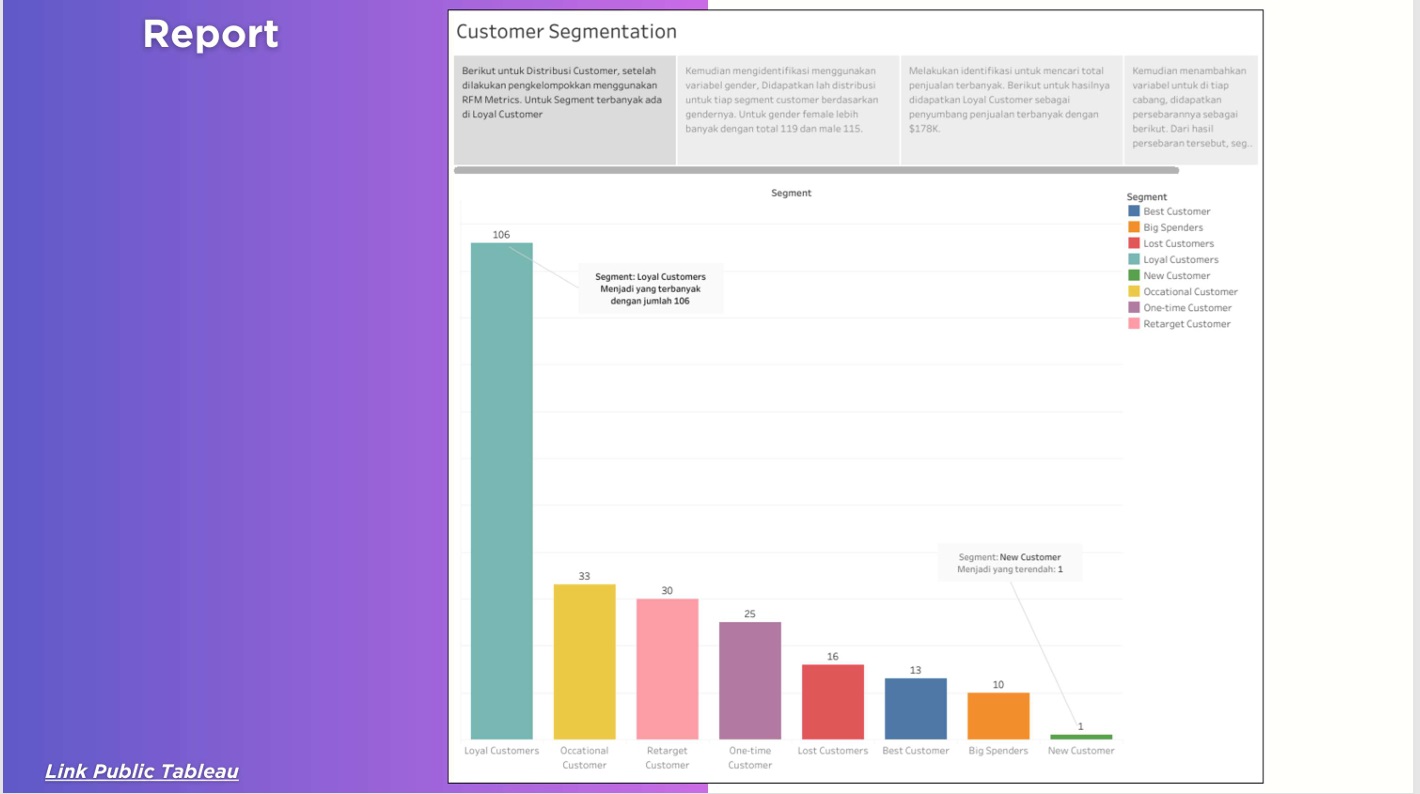 Report
Customer Segmentation
Berikut untuk Distribusi Customer, setelah
dilakukan pengkelompokkan menggunakan
RFM Metrics. Untuk Segment terbanyak ada
di Loyal Customer
Kemudian mengidentifikasi menggunakan
variabel gender, Didapatkan lah distribusi
untuk tiap segment customer berdasarkan
gendernya. Untuk gender female lebih
banyak dengan total 119 dan male 115.
Melakukan identifikasi untuk mencari total
penjualan terbanyak. Berikut untuk hasilnya
didapatkan Loyal Customer sebagai
penyumbang penjualan terbanyak dengan
$178K.
Kemudian menambahkan
variabel untuk di tiap
cabang, didapatkan
persebarannya sebagai
berikut. Dari hasil
persebaran tersebut, seg..
Segment
106
Segment: Loyal Customers
Menjadi yang terbanyak
dengan jumlah 106
33
30
25
16
13
10
1
Segment: New Customer
Menjadi yang terendah: 1
Loyal Customers
Occational
Customer
Retarget
Customer
One-time
Customer
Lost Customers
Best Customer
Big Spenders
New Customer
Segment
Best Customer
Big Spenders
Lost Customers
Loyal Customers
New Customer
Occational Customer
One-time Customer
Retarget Customer
Link Public Tableau